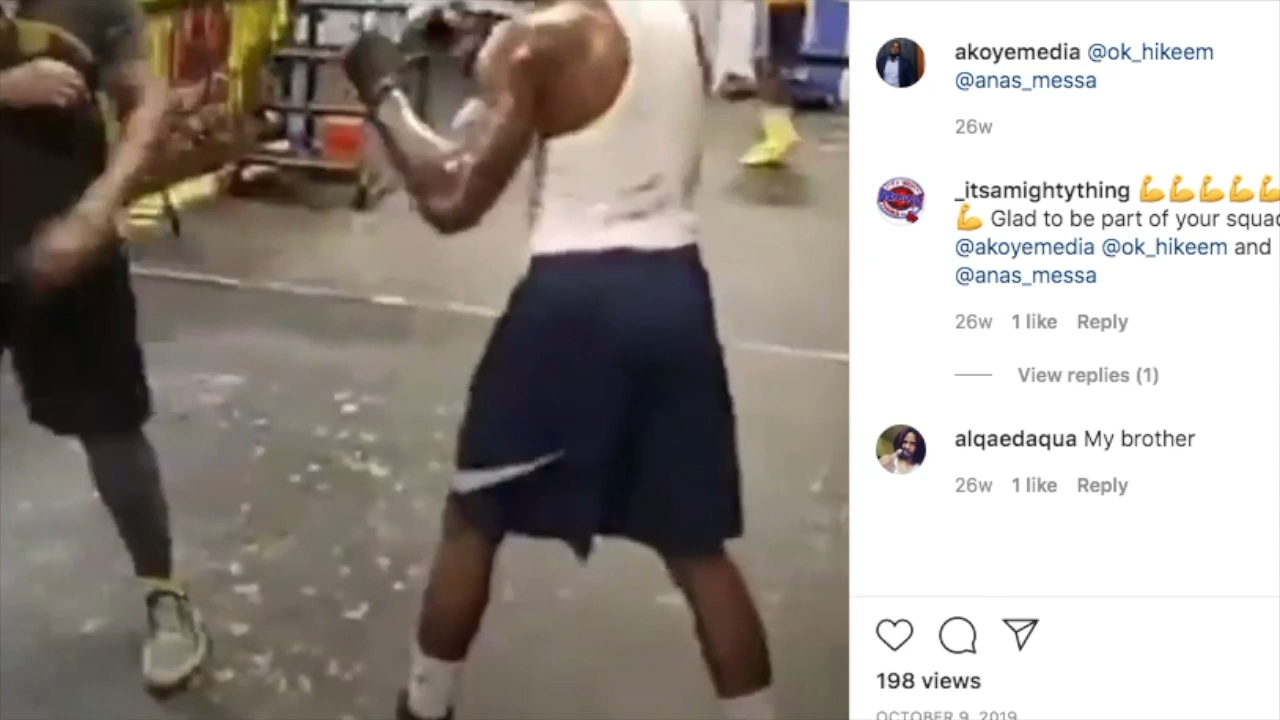 akoyemedia @ok_hikeem
@anas_messa
26w
_itsamightything 💪💪💪💪💪
💪 Glad to be part of your squad
@akoyemedia @ok_hikeem and
@anas_messa
26w 1 like Reply
View replies (1)
alqaedaqua My brother
26w 1 like Reply
198 views
OCTOBER 9, 2019